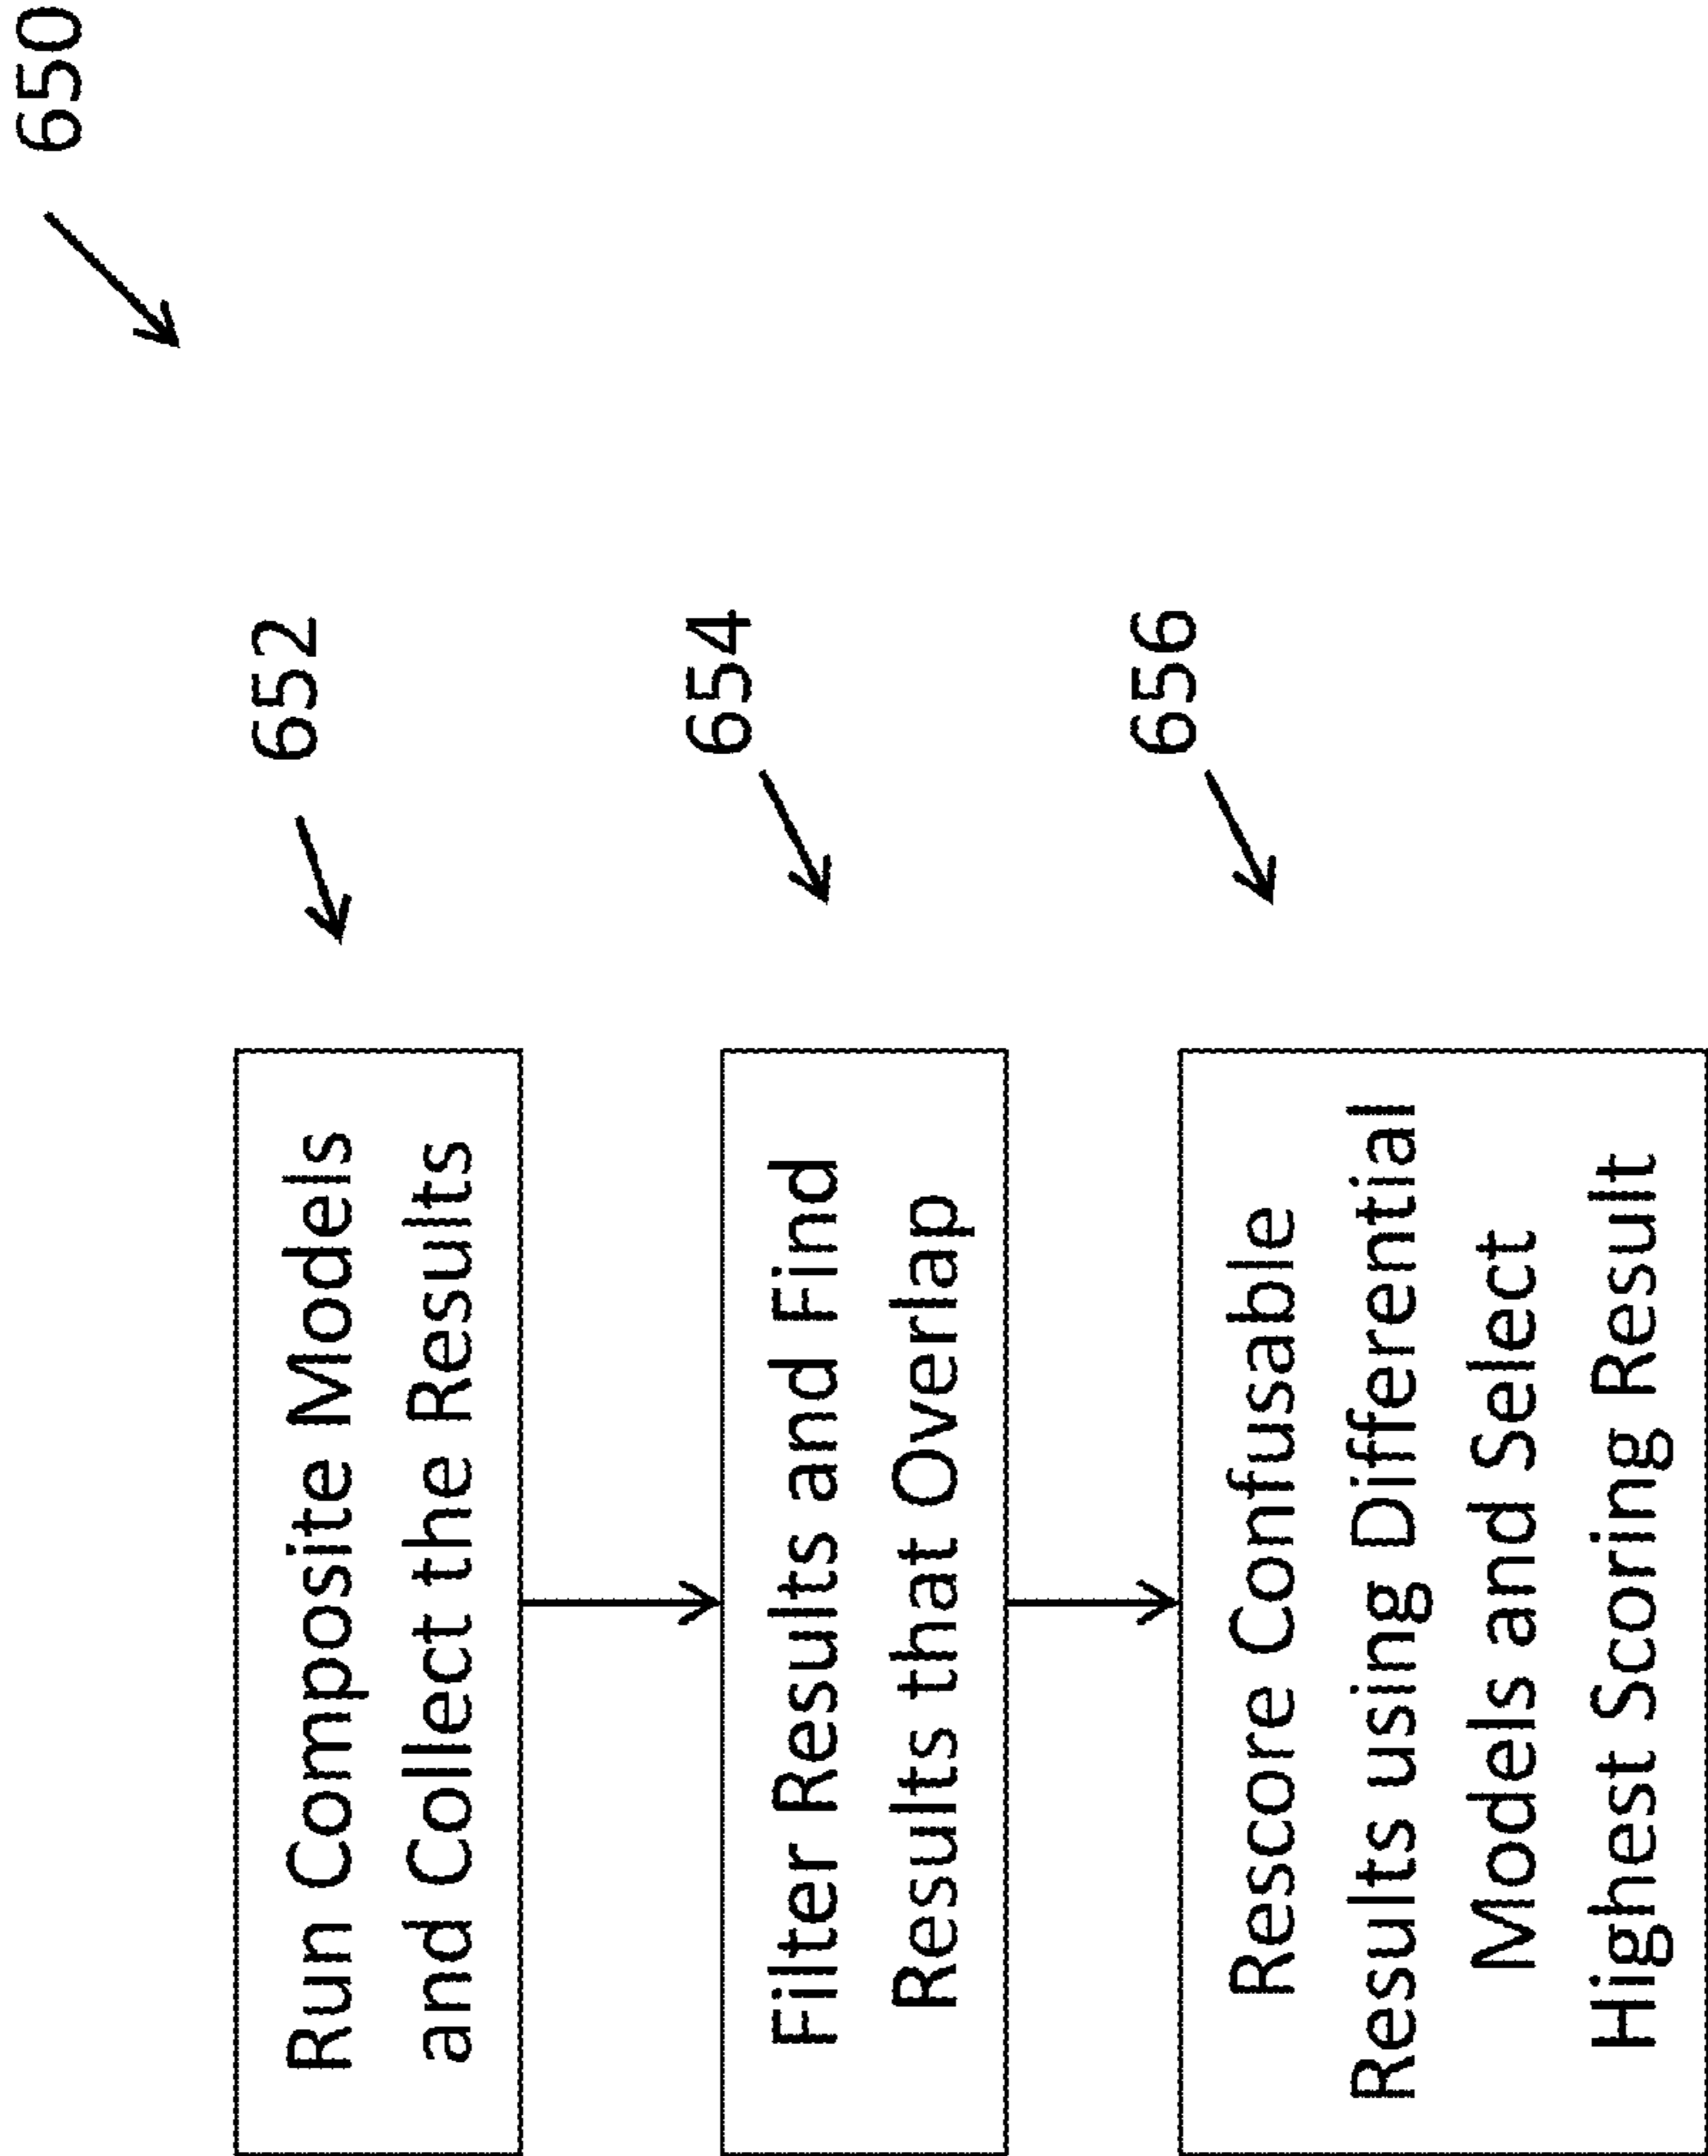 650
652
Run Composite Models
and Collect the Results
654
Filter Results and Find
Results that Overlap
656
Rescore Confusable
Results using Differential
Models and Select
Highest Scoring Result